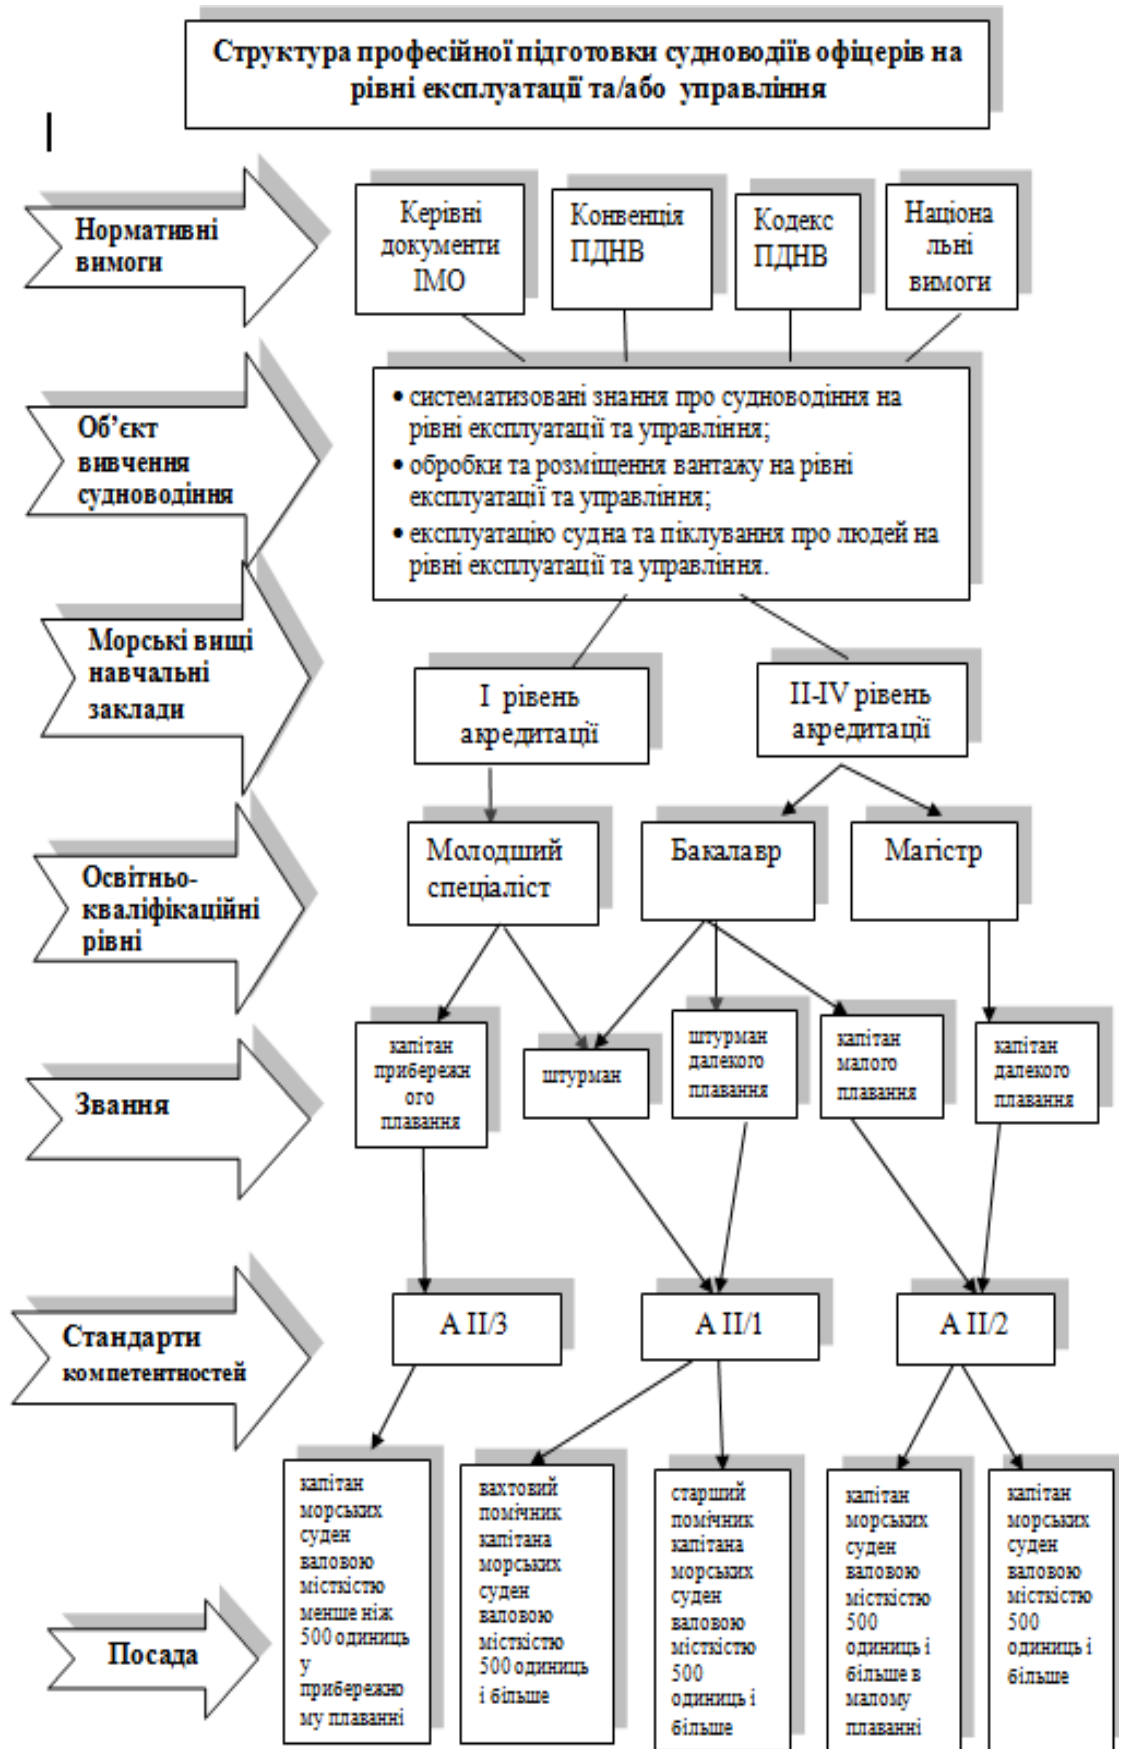 Структура професійної підготовки судноводіїв офіцерів на
рівні експлуатації та/або управління
Нормативні
вимоги
Керівні
документи
ІМО
Конвенція
ПДНВ
Кодекс
ПДНВ
Націона
льні
вимоги
Об’єкт
вивчення
судноводіння
• систематизовані знання про судноводіння на
рівні експлуатації та управління;
• обробки та розміщення вантажу на рівні
експлуатації та управління;
• експлуатацію судна та піклування про людей на
рівні експлуатації та управління.
Морські вищі
навчальні
заклади
І рівень
акредитації
ІІ-IV рівень
акредитації
Освітньо-
кваліфікаційні
рівні
Молодший
спеціаліст
Бакалавр
Магістр
Звання
капітан
прибережн
ого
плавання
штурман
штурман
далекого
плавання
капітан
малого
плавання
капітан
далекого
плавання
Стандарти
компетентностей
А ІІ/3
А ІІ/1
А ІІ/2
Посада
капітан
морських
суден
валовою
місткістю
менше ніж
500 одиниць
у
прибережно
му плаванні
вахтовий
помічник
капітана
морських
суден
валовою
місткістю
500 одиниць
і більше
старший
помічник
капітана
морських
суден
валовою
місткістю
500
одиниць і
більше
капітан
морських
суден
валовою
місткістю
500
одиниць і
більше в
малому
плаванні
капітан
морських
суден
валовою
місткістю
500
одиниць і
більше